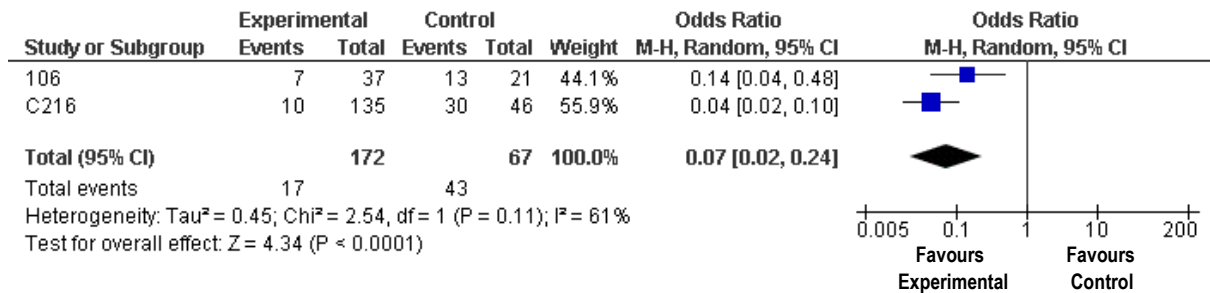 Experimental Control Odds Ratio Odds Ratio
Study or Subgroup Events Total Events Total Weight M-H, Random, 95% CI M-H, Random, 95% CI
106 7 37 13 21 44.1% 0.14 [0.04, 0.48]
C216 10 135 30 46 55.9% 0.04 [0.02, 0.10]
Total (95% CI) 172 67 100.0% 0.07 [0.02, 0.24]
Total events 17 43
Heterogeneity: Tau² = 0.45; Chi² = 2.54, df = 1 (P = 0.11); I² = 61%
Test for overall effect: Z = 4.34 (P < 0.0001)
0.005 0.1 1 10 200
Favours Favours
Experimental Control